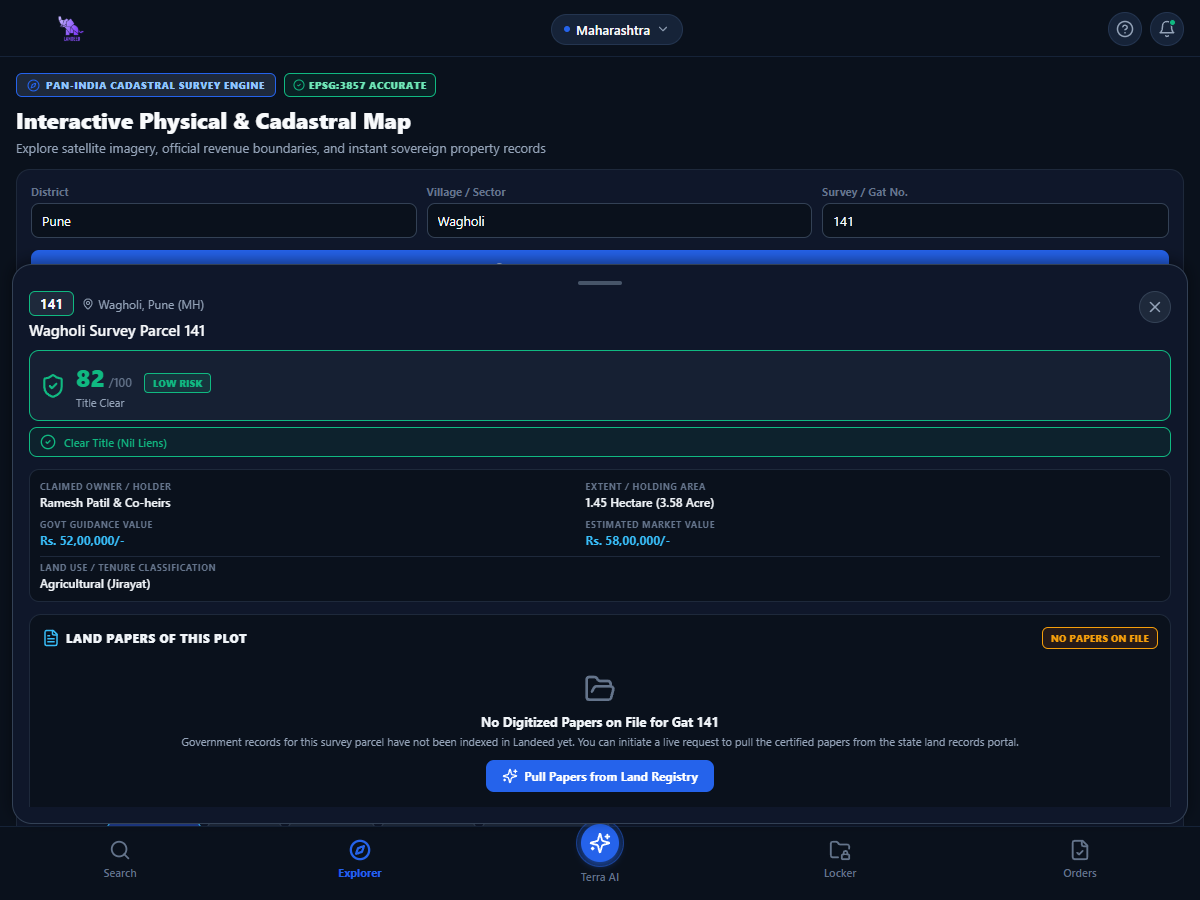 LANDEED
Maharashtra
PAN-INDIA CADASTRAL SURVEY ENGINE
EPSG:3857 ACCURATE
Interactive Physical & Cadastral Map
Explore satellite imagery, official revenue boundaries, and instant sovereign property records
District
Village / Sector
Survey / Gat No.
Pune
Wagholi
141
141
Wagholi, Pune (MH)
Wagholi Survey Parcel 141
82 /100
LOW RISK
Title Clear
Clear Title (Nil Liens)
CLAIMED OWNER / HOLDER
Ramesh Patil & Co-heirs
EXTENT / HOLDING AREA
1.45 Hectare (3.58 Acre)
GOVT GUIDANCE VALUE
Rs. 52,00,000/-
ESTIMATED MARKET VALUE
Rs. 58,00,000/-
LAND USE / TENURE CLASSIFICATION
Agricultural (Jirayat)
LAND PAPERS OF THIS PLOT
NO PAPERS ON FILE
No Digitized Papers on File for Gat 141
Government records for this survey parcel have not been indexed in Landeed yet. You can initiate a live request to pull the certified papers from the state land records portal.
Pull Papers from Land Registry
Search
Explorer
Terra AI
Locker
Orders